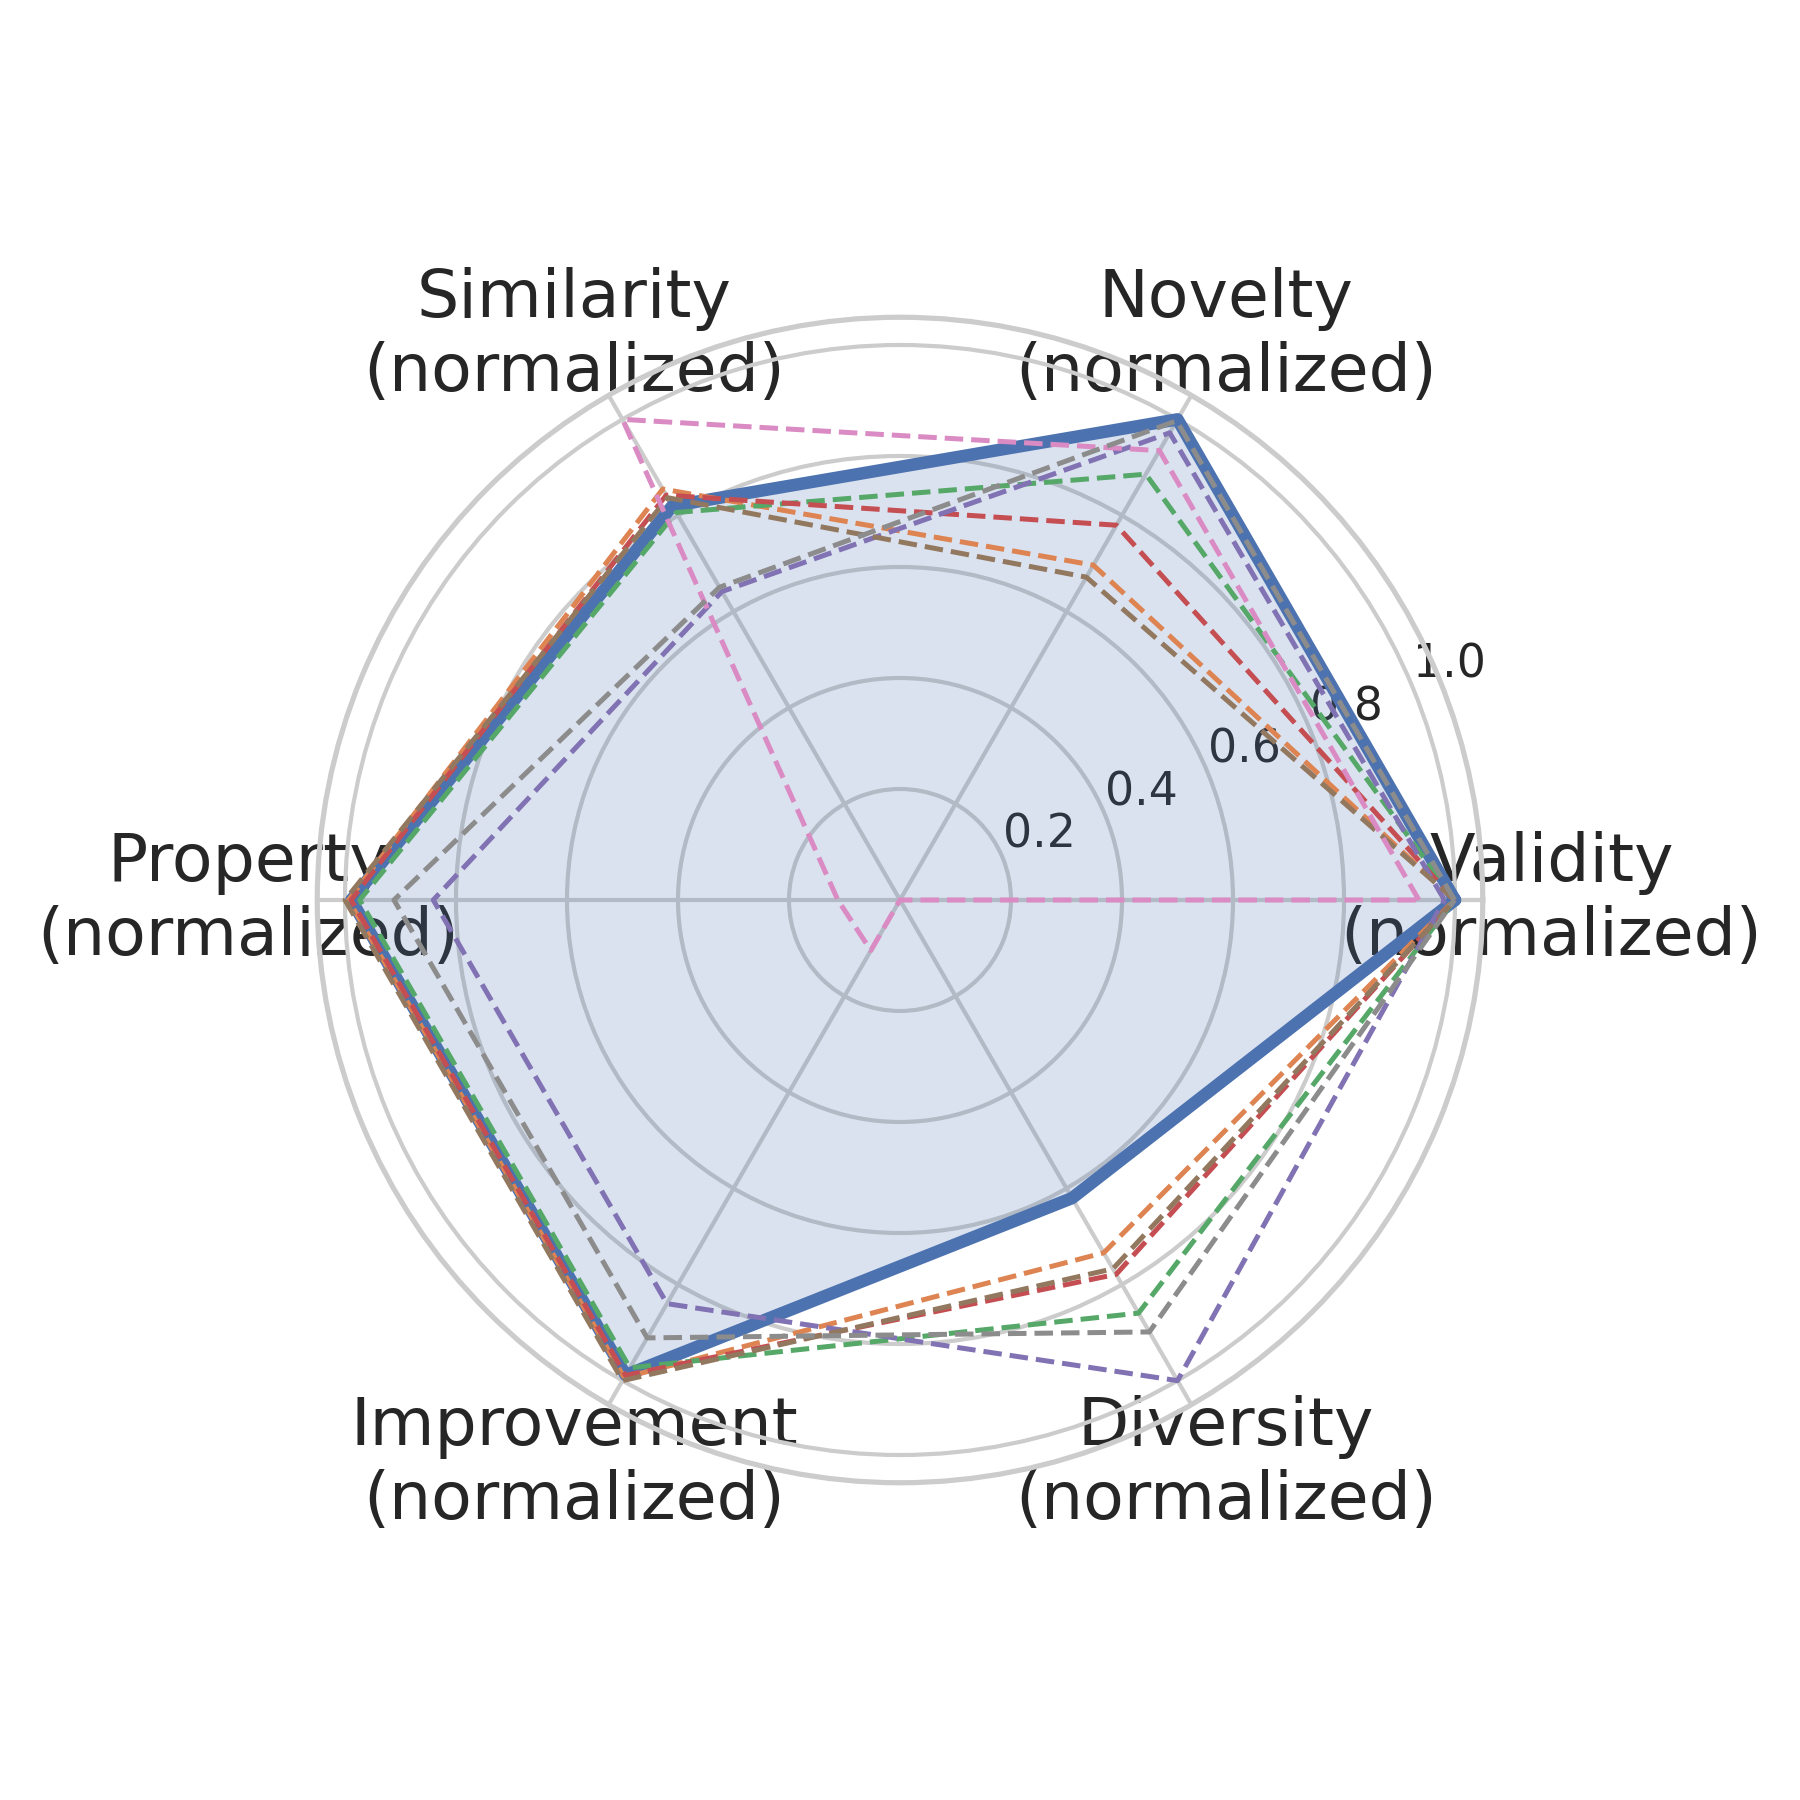 Similarity
(normalized)
Novelty
(normalized)
1.0
0.8
0.6
0.4
0.2
Property
(normalized)
Validity
(normalized)
Improvement
(normalized)
Diversity
(normalized)